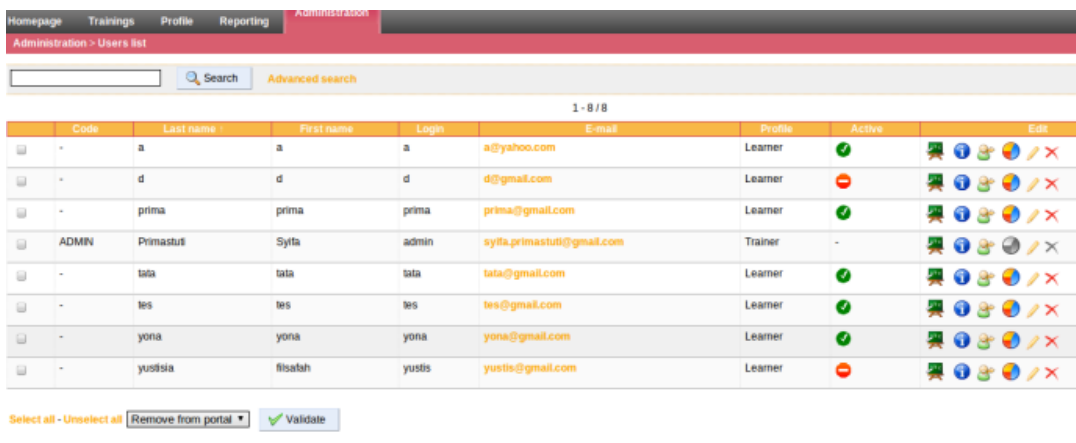 Homepage Trainings Profile Reporting Administration
Administration > Users list
Search Advanced search
1 - 8 / 8
Code Last name ↑ First name Login E-mail Profile Active Edit
- a a a a@yahoo.com Learner
- d d d d@gmail.com Learner
- prima prima prima prima@gmail.com Learner
ADMIN Primastuti Syifa admin syifa.primastuti@gmail.com Trainer -
- tata tata tata tata@gmail.com Learner
- tes tes tes tes@gmail.com Learner
- yona yona yona yona@gmail.com Learner
- yustisia filsafah yustis yustis@gmail.com Learner
Select all - Unselect all Remove from portal Validate